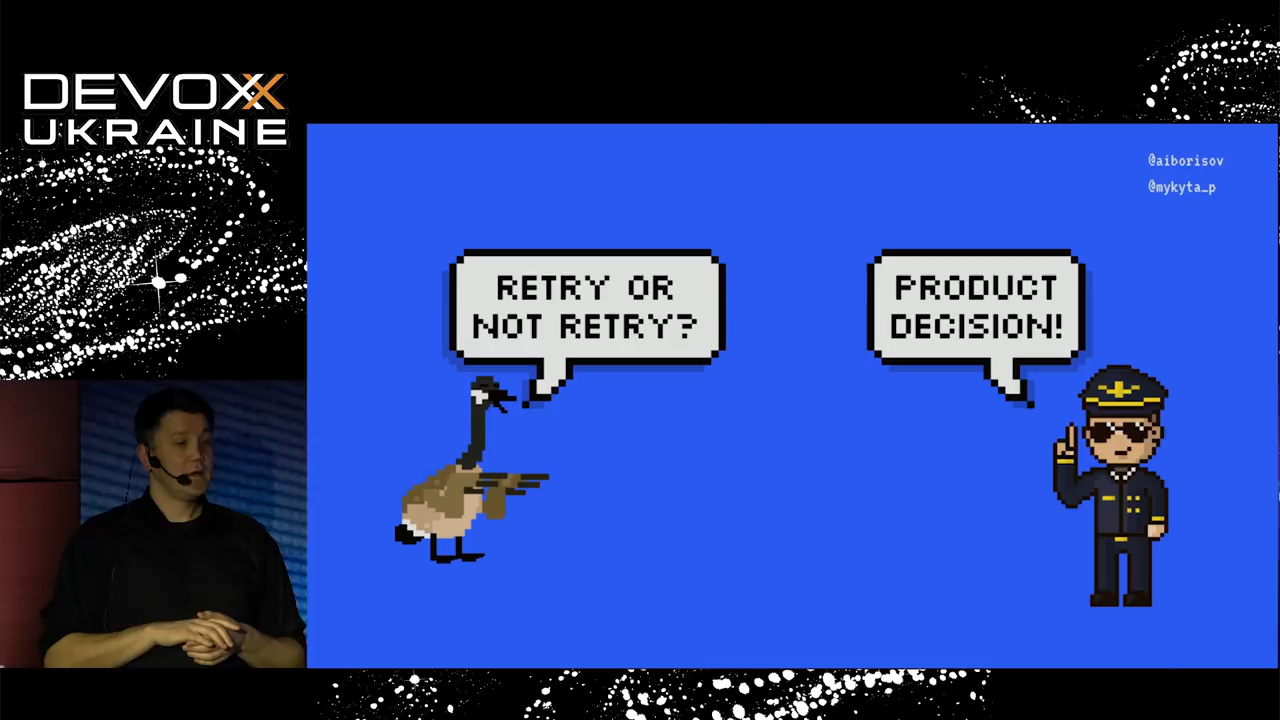 DEVOXX
UKRAINE
@aiborisov
@mykyta_p
RETRY OR
NOT RETRY?
PRODUCT
DECISION!